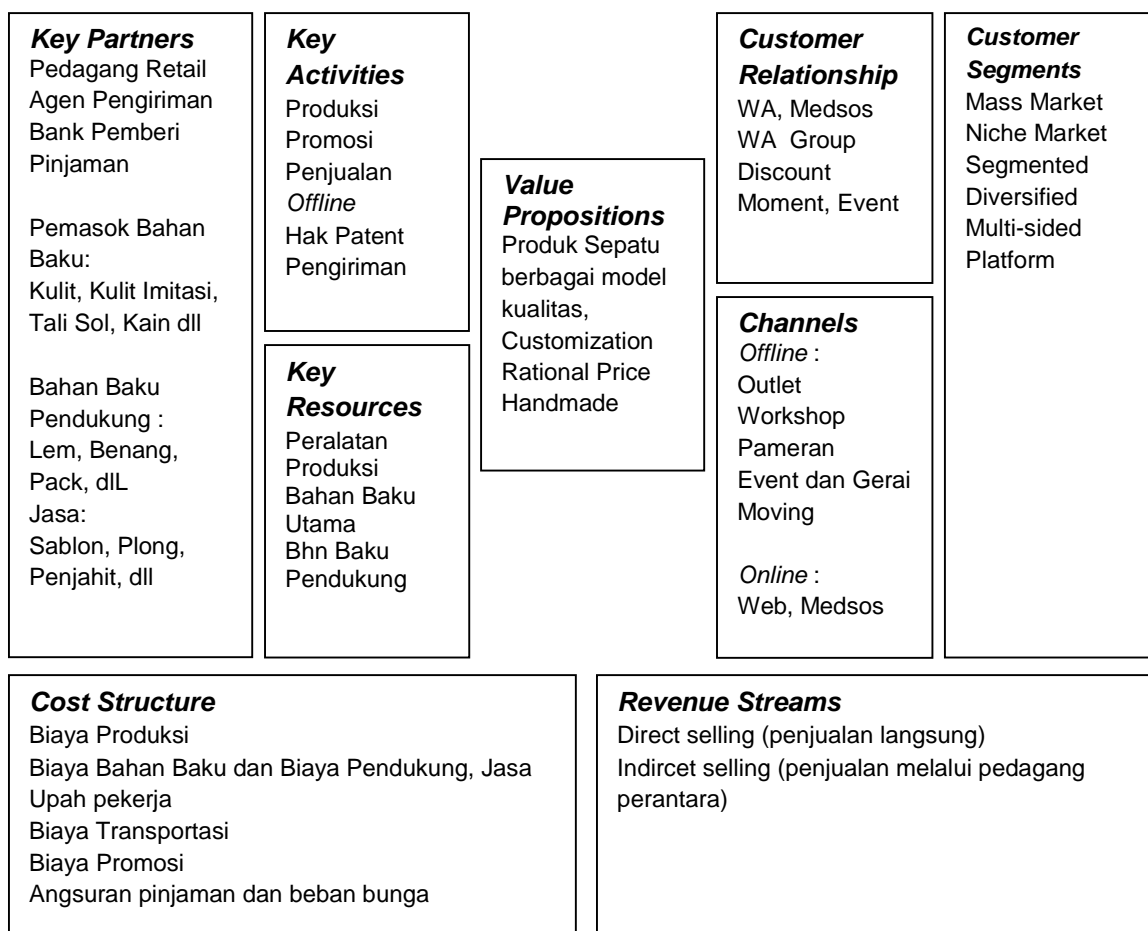 Key Partners
Pedagang Retail
Agen Pengiriman
Bank Pemberi
Pinjaman
Pemasok Bahan
Baku:
Kulit, Kulit Imitasi,
Tali Sol, Kain dll
Bahan Baku
Pendukung :
Lem, Benang,
Pack, dlL
Jasa:
Sablon, Plong,
Penjahit, dll
Key
Activities
Produksi
Promosi
Penjualan
Offline
Hak Patent
Pengiriman
Key
Resources
Peralatan
Produksi
Bahan Baku
Utama
Bhn Baku
Pendukung
Value
Propositions
Produk Sepatu
berbagai model
kualitas,
Customization
Rational Price
Handmade
Customer
Relationship
WA, Medsos
WA Group
Discount
Moment, Event
Channels
Offline :
Outlet
Workshop
Pameran
Event dan Gerai
Moving
Online :
Web, Medsos
Customer
Segments
Mass Market
Niche Market
Segmented
Diversified
Multi-sided
Platform
Cost Structure
Biaya Produksi
Biaya Bahan Baku dan Biaya Pendukung, Jasa
Upah pekerja
Biaya Transportasi
Biaya Promosi
Angsuran pinjaman dan beban bunga
Revenue Streams
Direct selling (penjualan langsung)
Indircet selling (penjualan melalui pedagang
perantara)